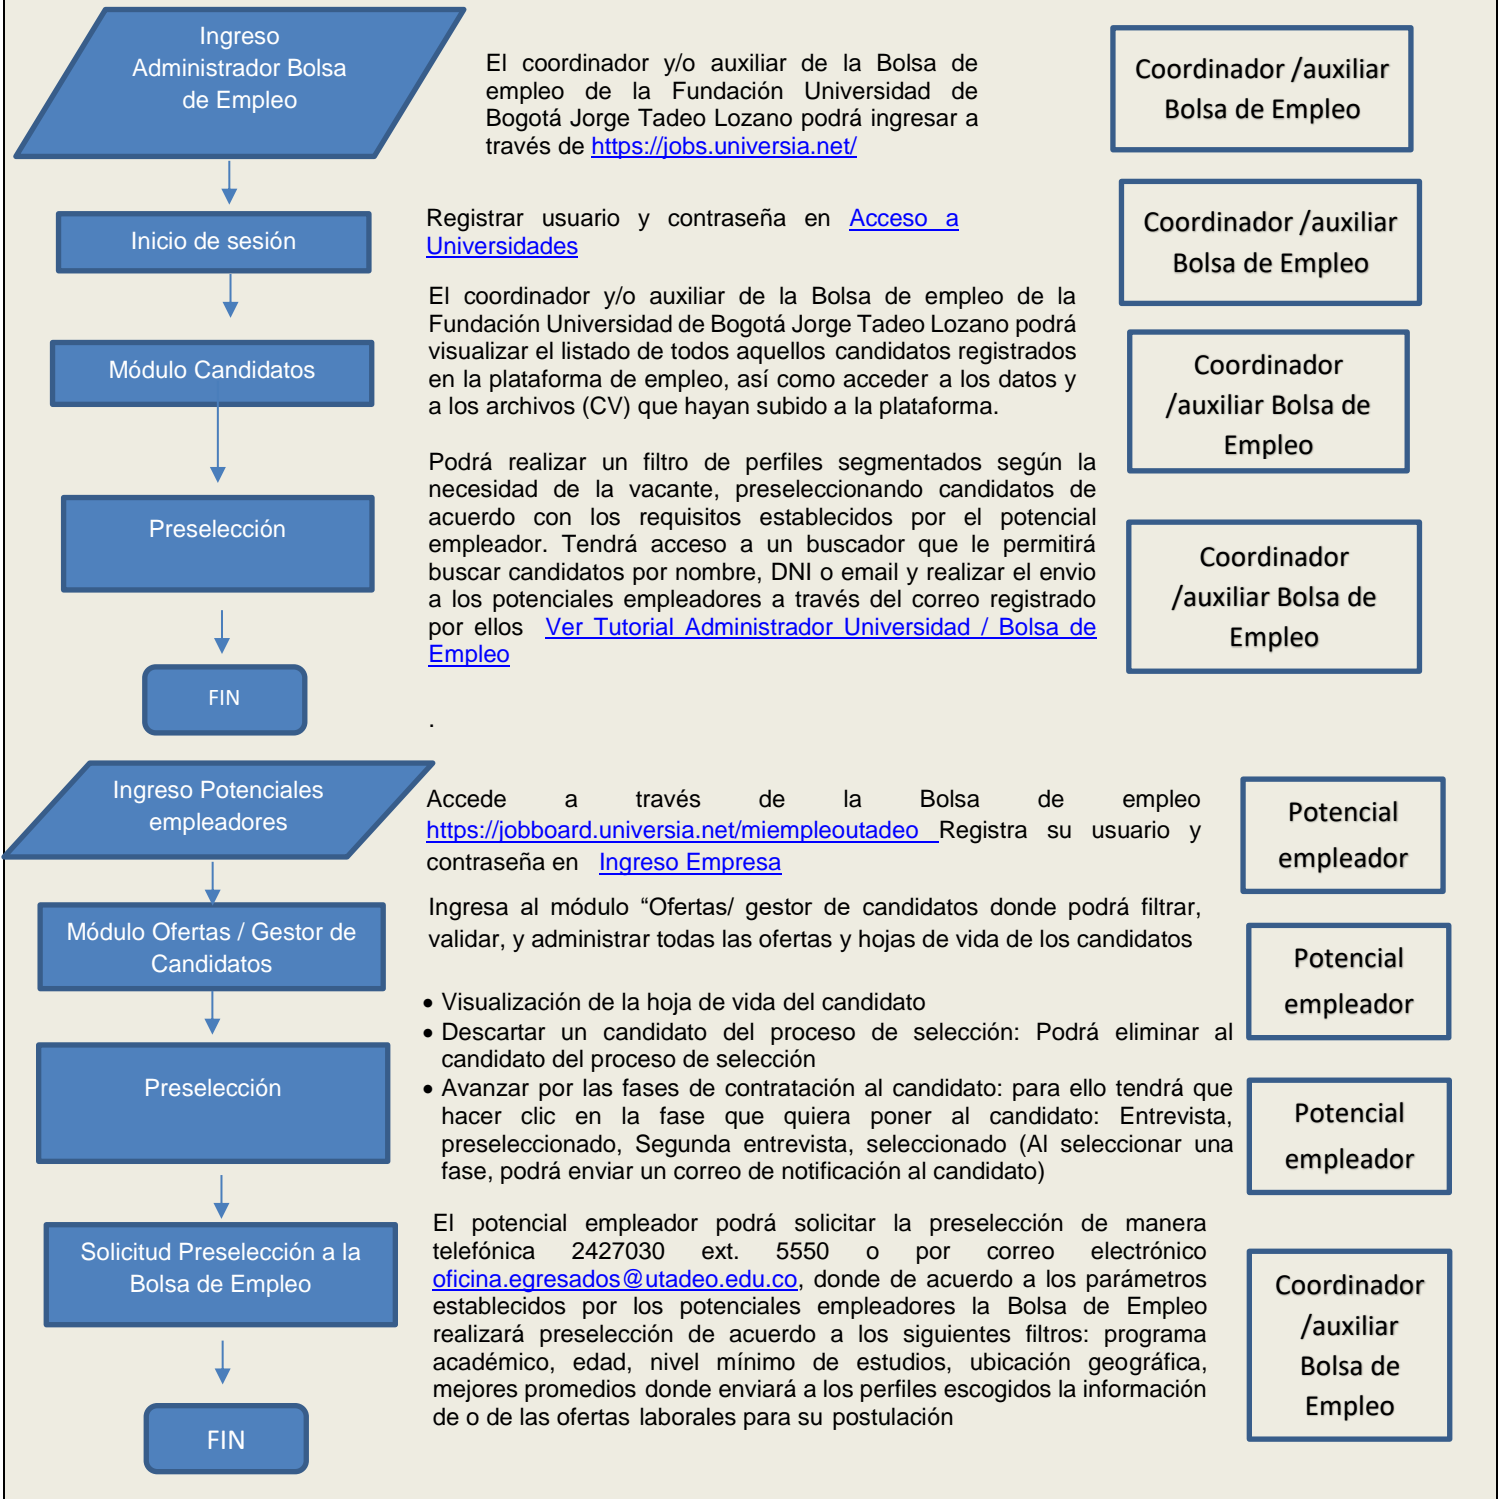 Ingreso
Administrador Bolsa
de Empleo
El coordinador y/o auxiliar de la Bolsa de
empleo de la Fundación Universidad de
Bogotá Jorge Tadeo Lozano podrá ingresar a
través de https://jobs.universia.net/
Coordinador /auxiliar
Bolsa de Empleo
Inicio de sesión
Registrar usuario y contraseña en Acceso a
Universidades
Coordinador /auxiliar
Bolsa de Empleo
Módulo Candidatos
El coordinador y/o auxiliar de la Bolsa de empleo de la
Fundación Universidad de Bogotá Jorge Tadeo Lozano podrá
visualizar el listado de todos aquellos candidatos registrados
en la plataforma de empleo, así como acceder a los datos y
a los archivos (CV) que hayan subido a la plataforma.
Coordinador
/auxiliar Bolsa de
Empleo
Preselección
Podrá realizar un filtro de perfiles segmentados según la
necesidad de la vacante, preseleccionando candidatos de
acuerdo con los requisitos establecidos por el potencial
empleador. Tendrá acceso a un buscador que le permitirá
buscar candidatos por nombre, DNI o email y realizar el envio
a los potenciales empleadores a través del correo registrado
por ellos Ver Tutorial Administrador Universidad / Bolsa de
Empleo
Coordinador
/auxiliar Bolsa de
Empleo
FIN
.
Ingreso Potenciales
empleadores
Accede a través de la Bolsa de empleo
https://jobboard.universia.net/miempleoutadeo Registra su usuario y
contraseña en Ingreso Empresa
Potencial
empleador
Módulo Ofertas / Gestor de
Candidatos
Ingresa al módulo “Ofertas/ gestor de candidatos donde podrá filtrar,
validar, y administrar todas las ofertas y hojas de vida de los candidatos
Potencial
empleador
Preselección
• Visualización de la hoja de vida del candidato
• Descartar un candidato del proceso de selección: Podrá eliminar al
candidato del proceso de selección
• Avanzar por las fases de contratación al candidato: para ello tendrá que
hacer clic en la fase que quiera poner al candidato: Entrevista,
preseleccionado, Segunda entrevista, seleccionado (Al seleccionar una
fase, podrá enviar un correo de notificación al candidato)
Potencial
empleador
Solicitud Preselección a la
Bolsa de Empleo
El potencial empleador podrá solicitar la preselección de manera
telefónica 2427030 ext. 5550 o por correo electrónico
oficina.egresados@utadeo.edu.co, donde de acuerdo a los parámetros
establecidos por los potenciales empleadores la Bolsa de Empleo
realizará preselección de acuerdo a los siguientes filtros: programa
académico, edad, nivel mínimo de estudios, ubicación geográfica,
mejores promedios donde enviará a los perfiles escogidos la información
de o de las ofertas laborales para su postulación
Coordinador
/auxiliar
Bolsa de
Empleo
FIN